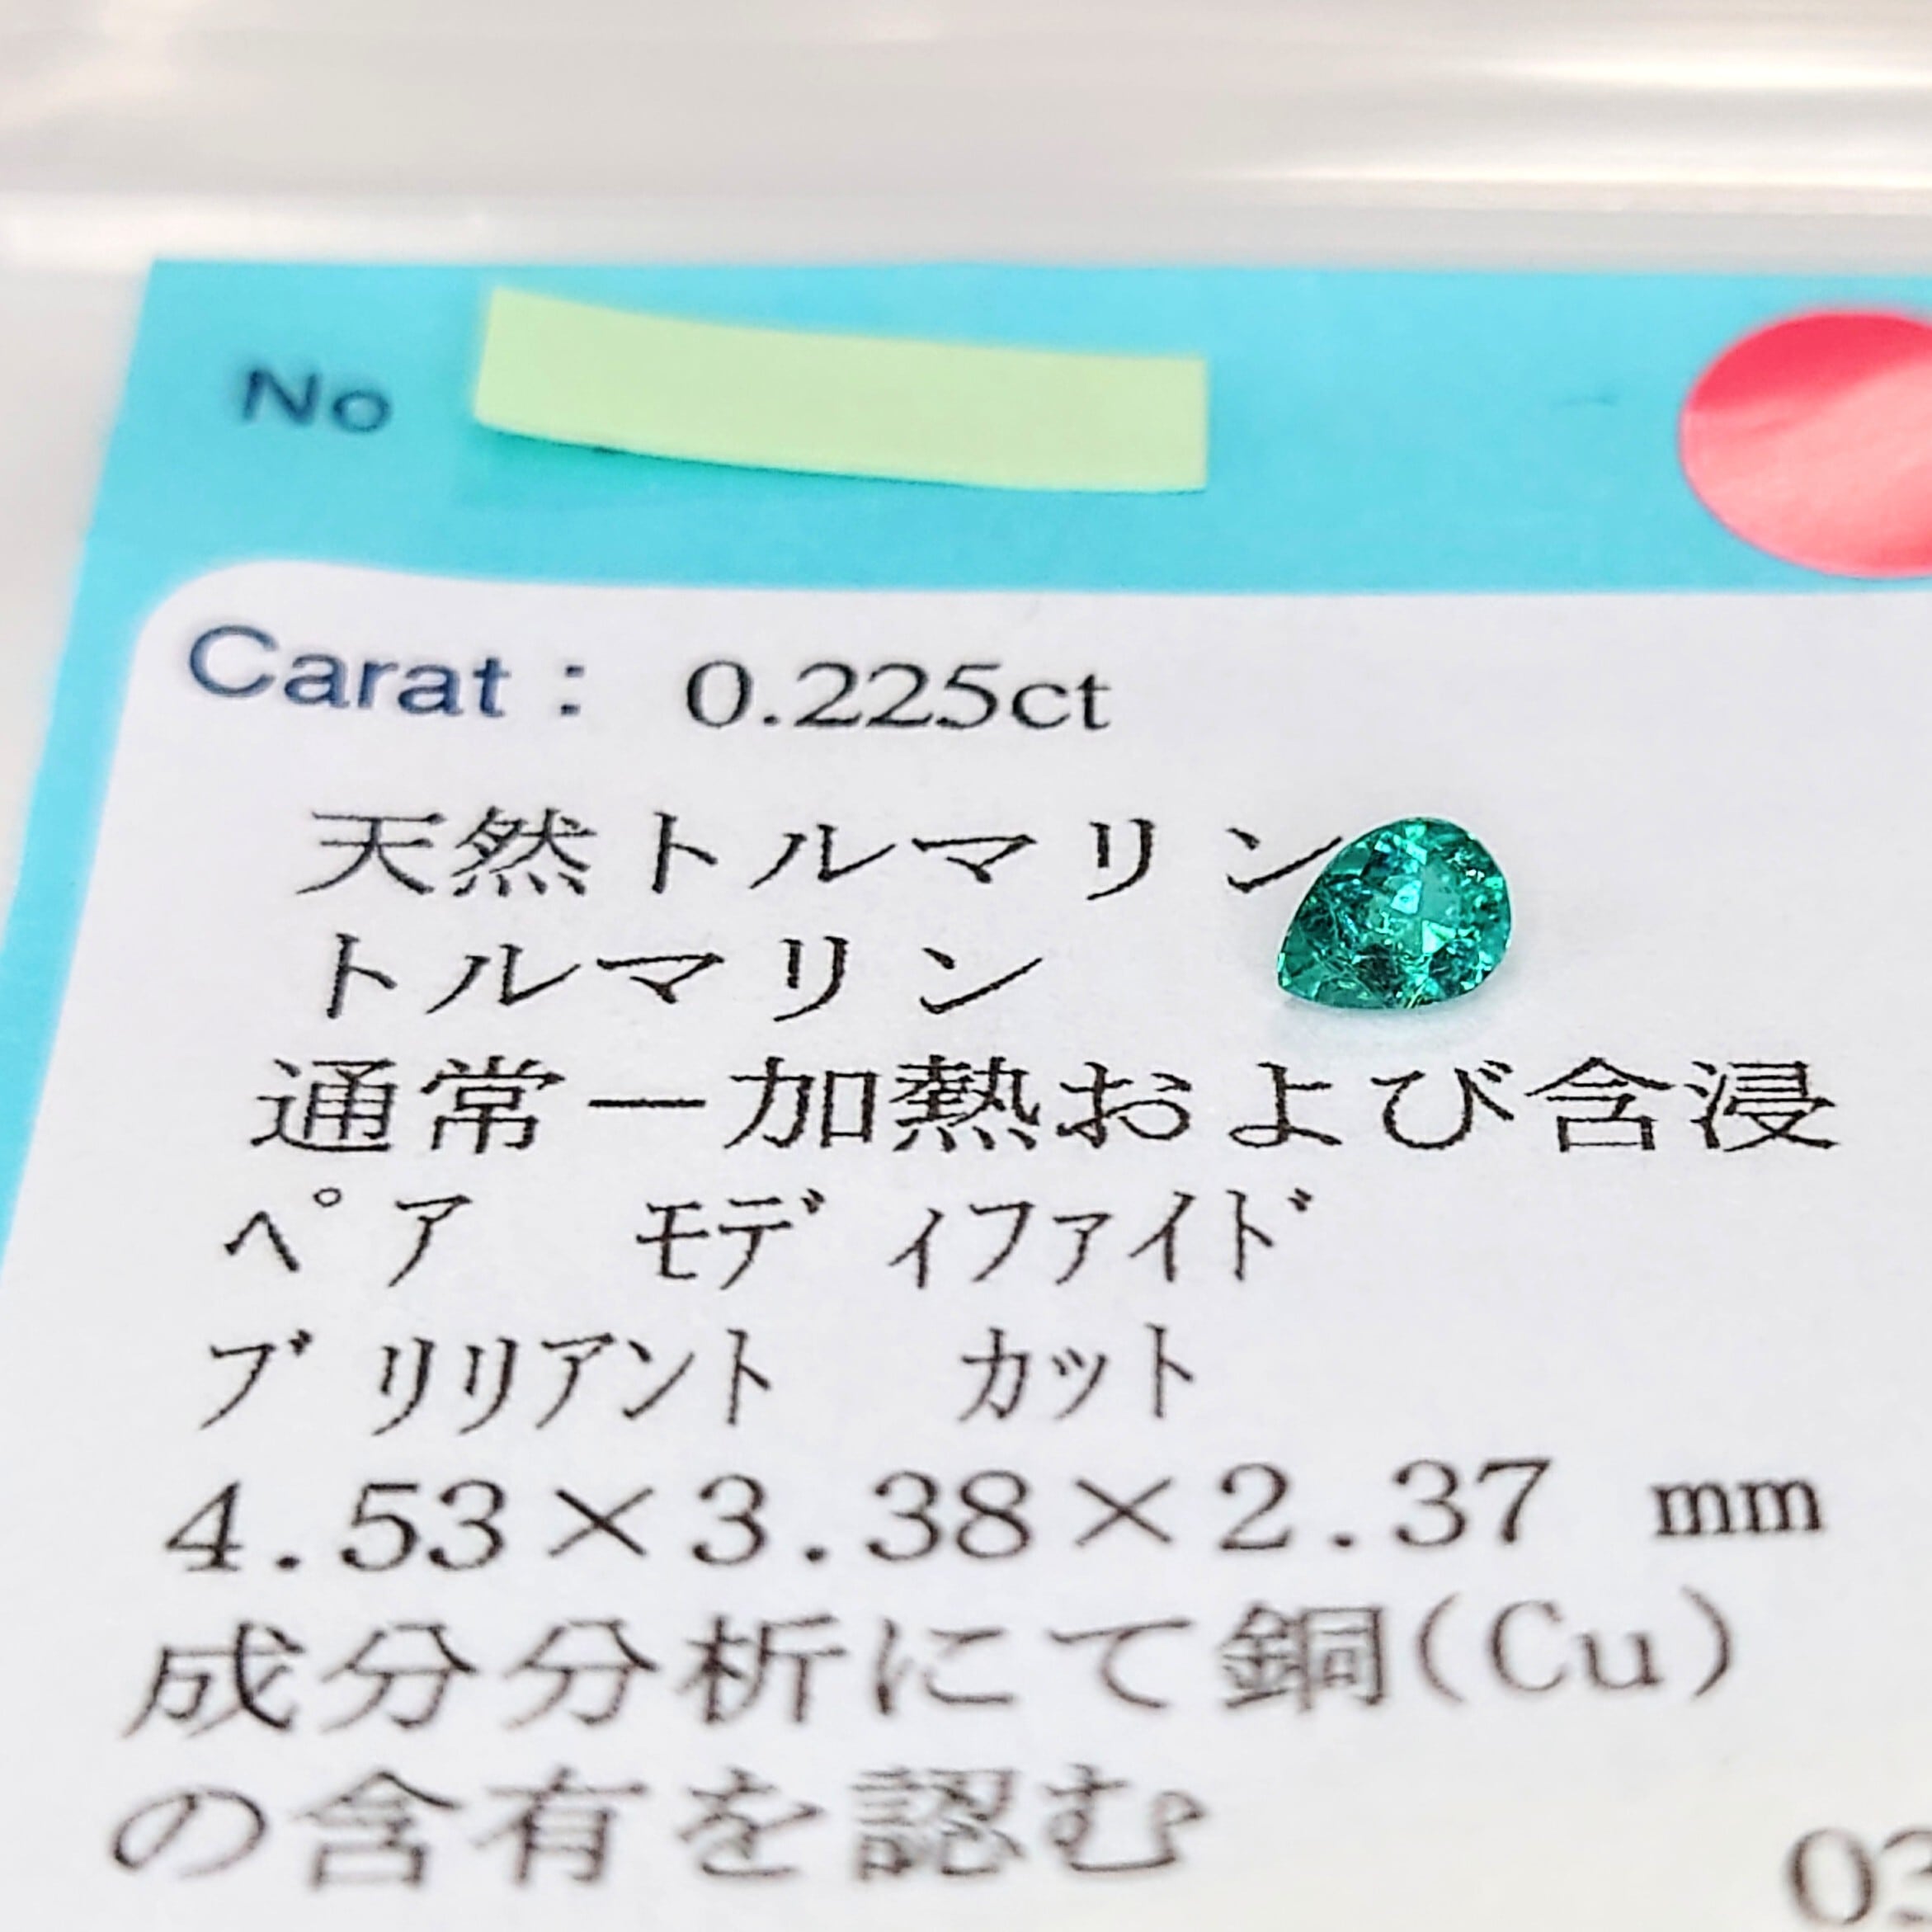 No
Carat : 0.225ct
天然トルマリン
トルマリン
通常ー加熱および含浸
ﾍﾟｱ ﾓﾃﾞｨﾌｧｲﾄﾞ
ﾌﾞﾘﾘｱﾝﾄ ｶｯﾄ
4.53×3.38×2.37 mm
成分分析にて銅(Cu)
の含有を認む
03